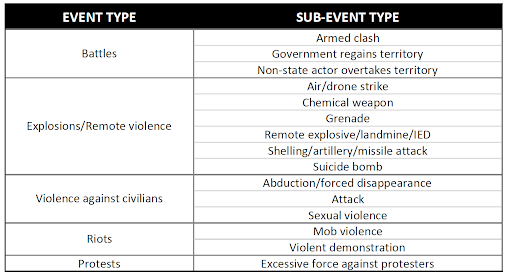 EVENT TYPE SUB-EVENT TYPE
Battles
Armed clash
Government regains territory
Non-state actor overtakes territory
Explosions/Remote violence
Air/drone strike
Chemical weapon
Grenade
Remote explosive/landmine/IED
Shelling/artillery/missile attack
Suicide bomb
Violence against civilians
Abduction/forced disappearance
Attack
Sexual violence
Riots
Mob violence
Violent demonstration
Protests
Excessive force against protesters